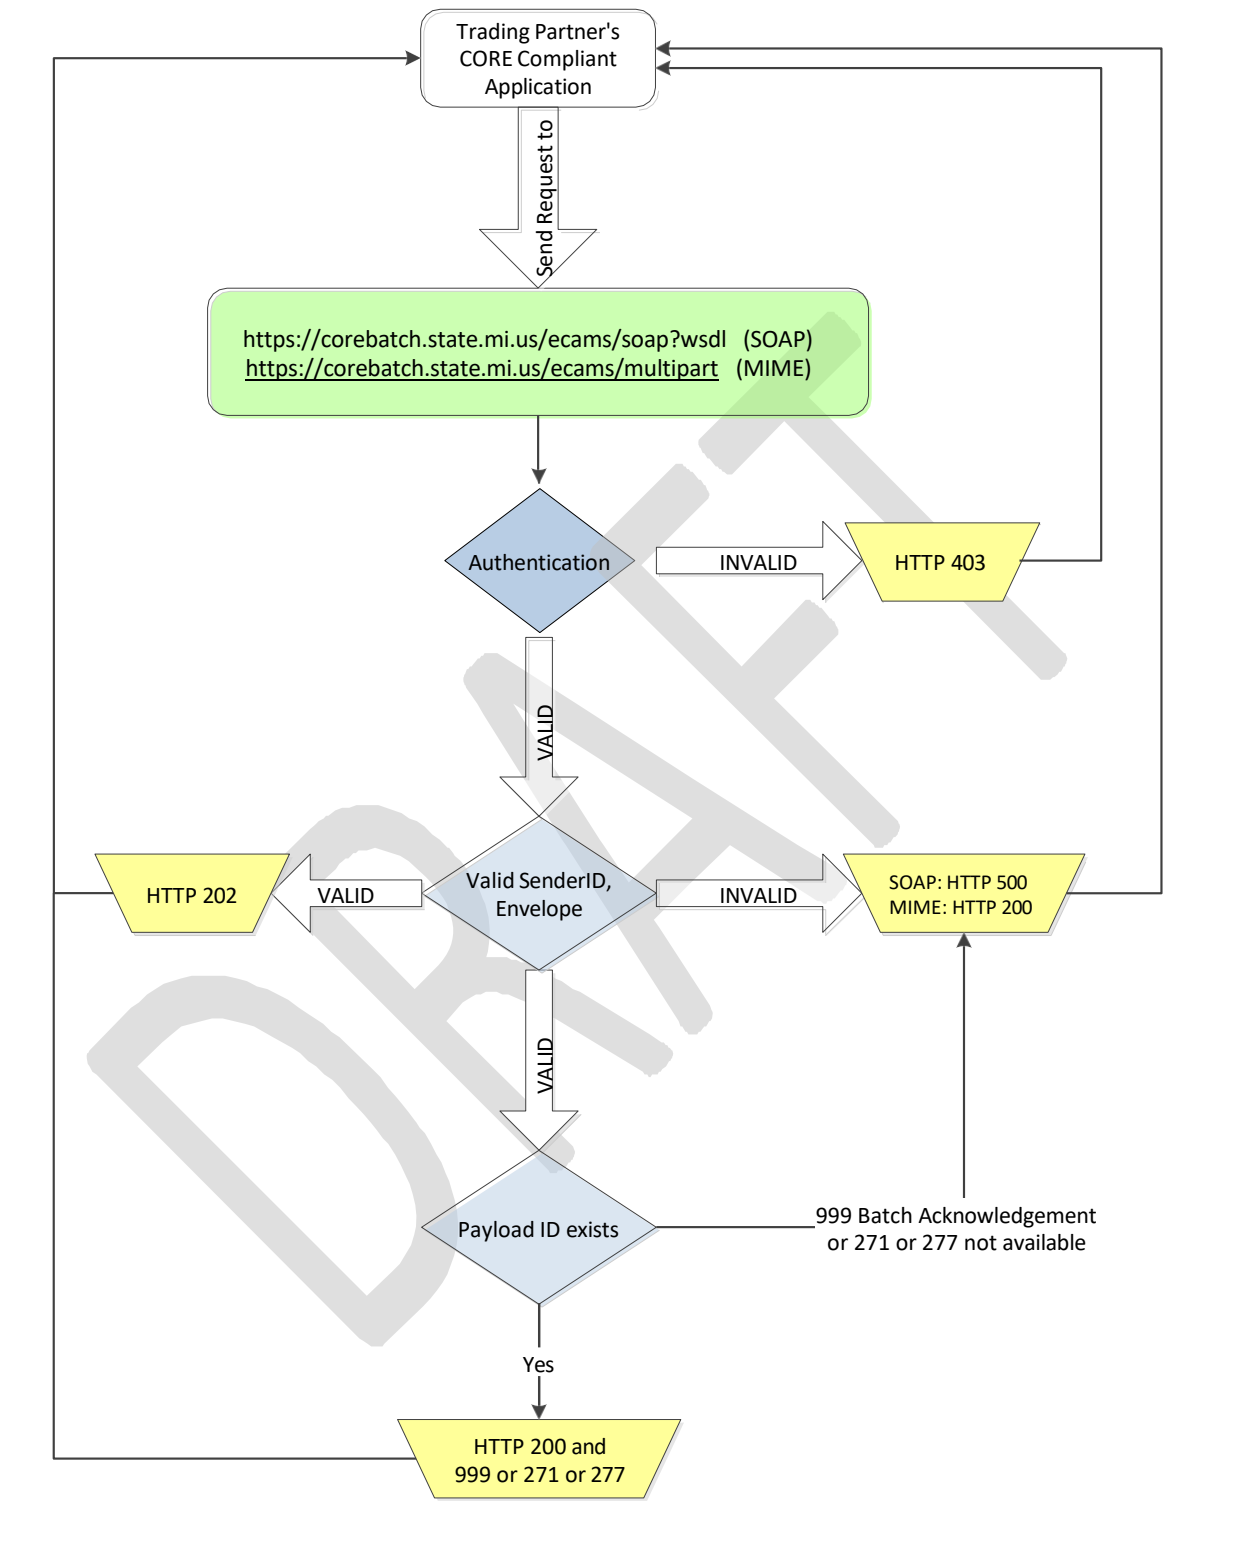 Trading Partner's
CORE Compliant
Application
Send Request to
https://corebatch.state.mi.us/ecams/soap?wsdl (SOAP)
https://corebatch.state.mi.us/ecams/multipart (MIME)
Authentication
INVALID
HTTP 403
VALID
HTTP 202
VALID
Valid SenderID,
Envelope
INVALID
SOAP: HTTP 500
MIME: HTTP 200
VALID
Payload ID exists
999 Batch Acknowledgement
or 271 or 277 not available
Yes
HTTP 200 and
999 or 271 or 277
DRAFT